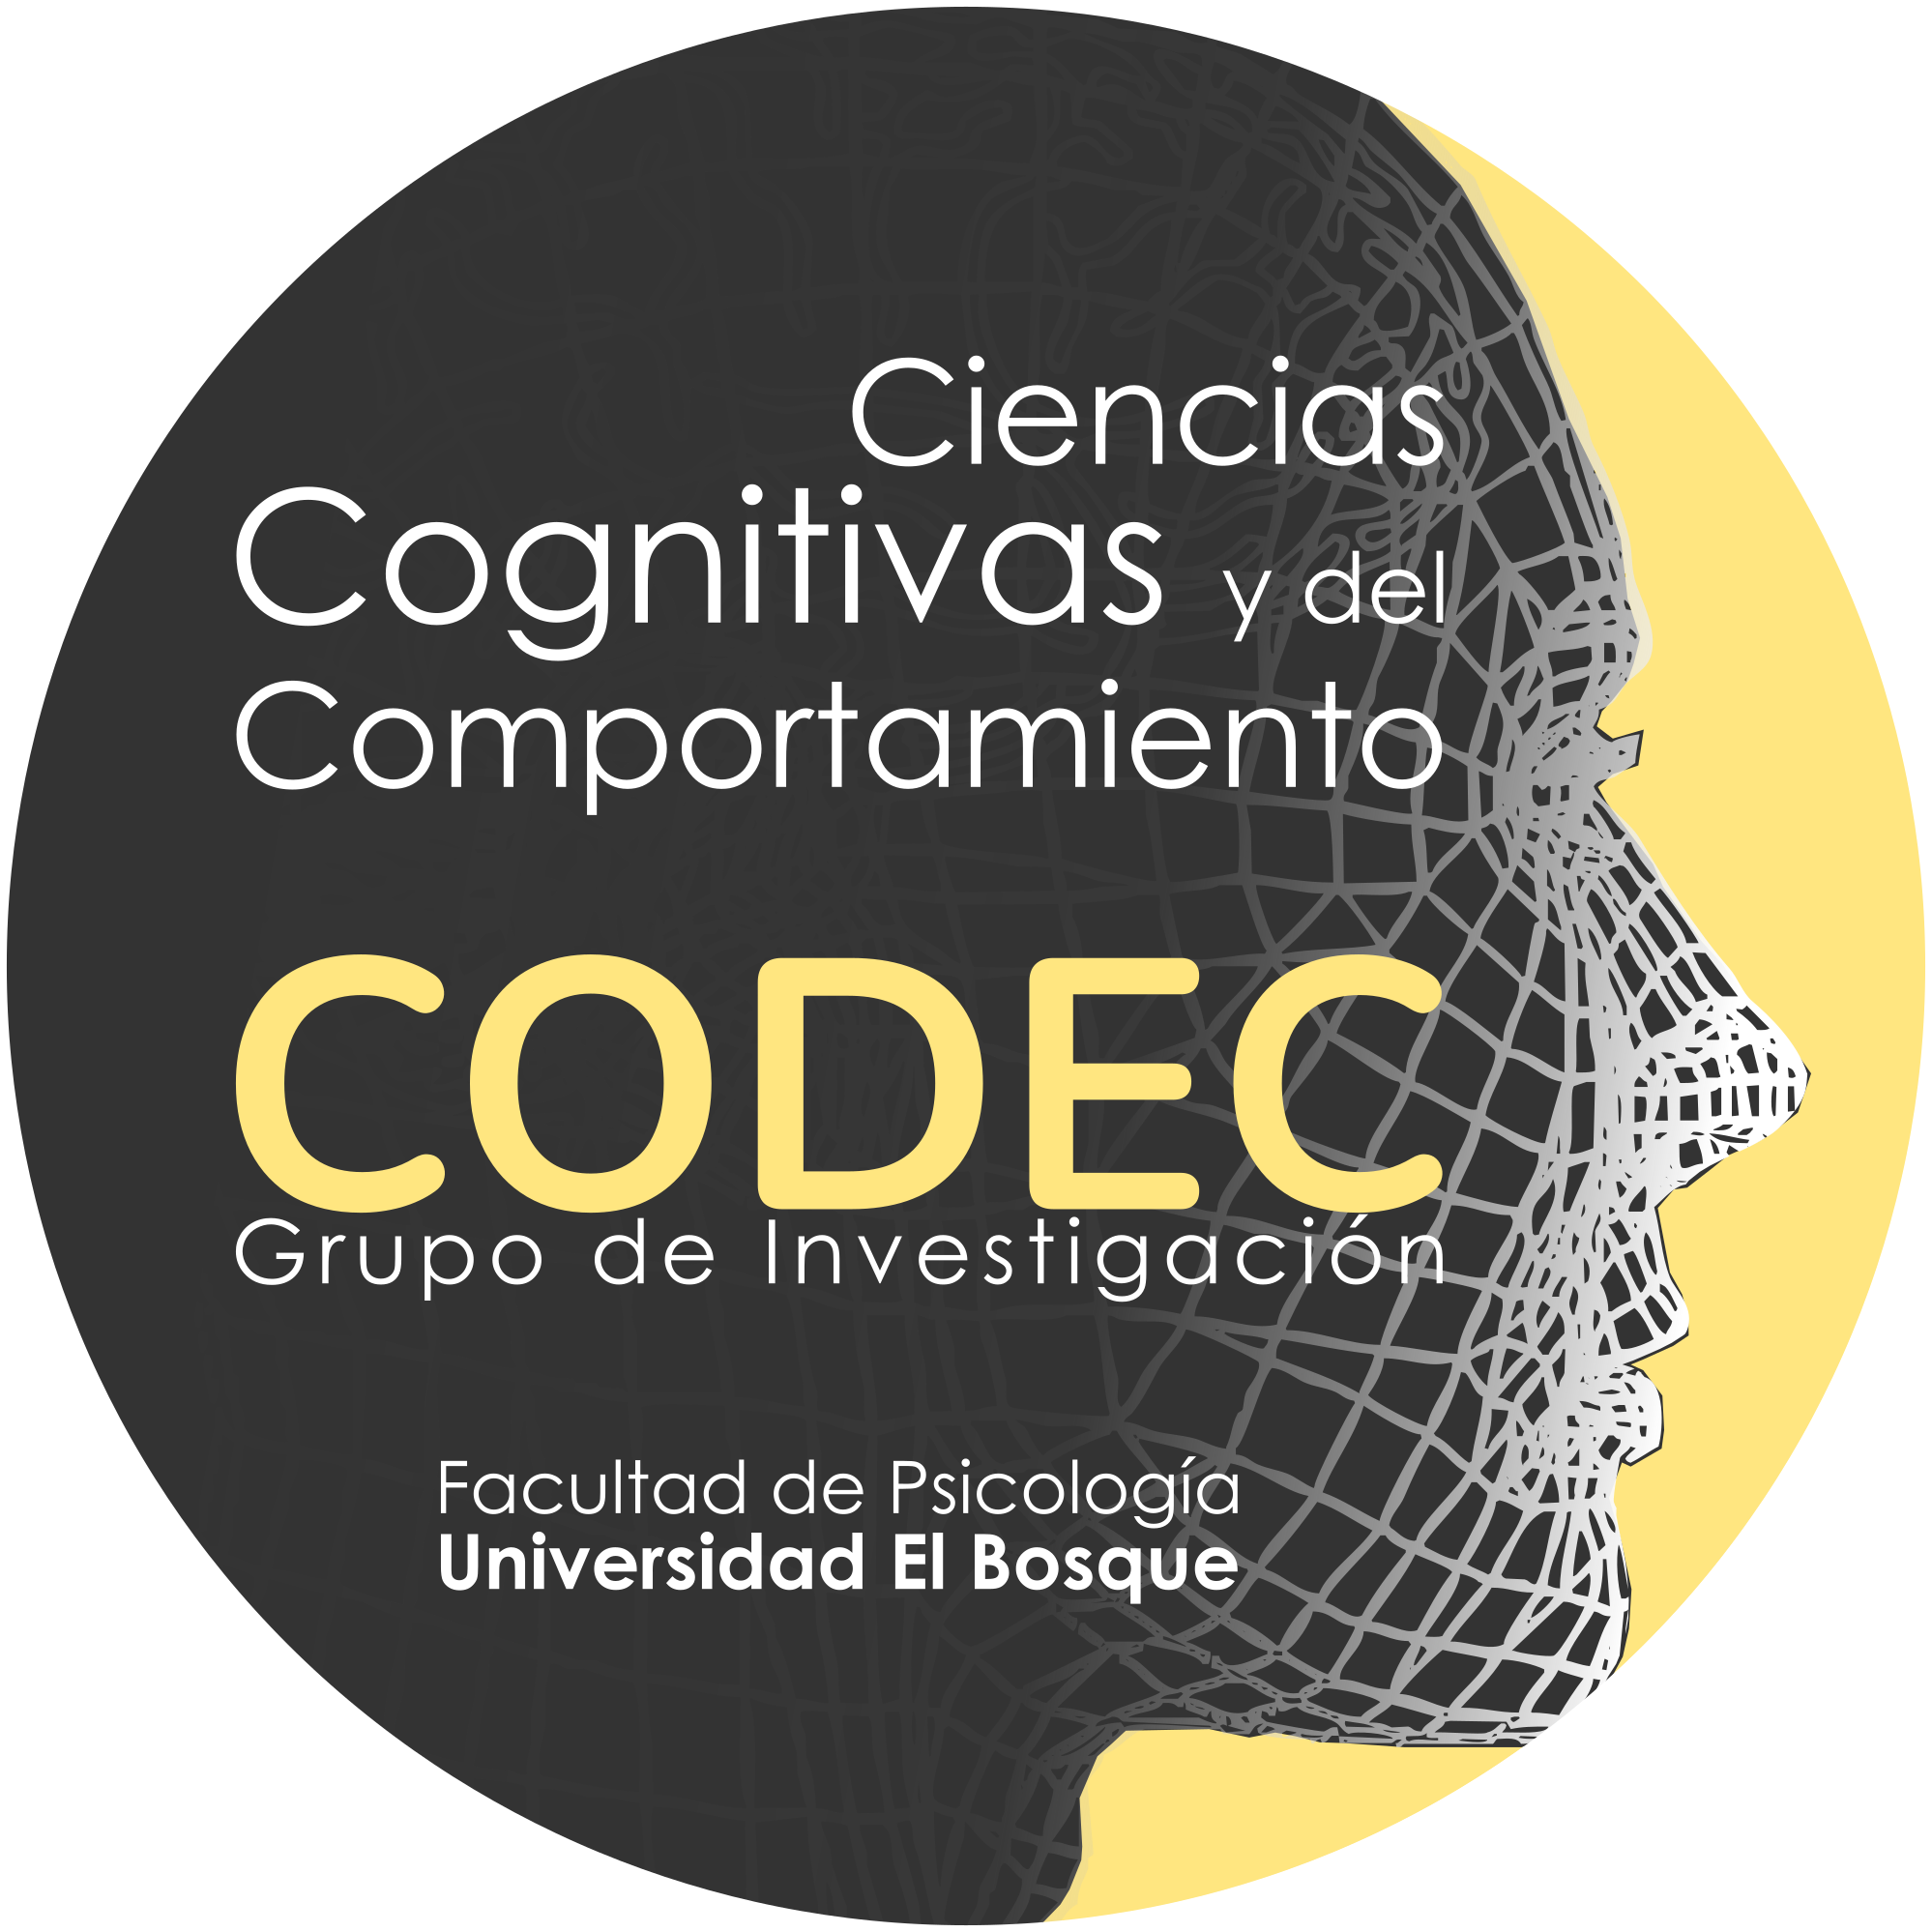 Ciencias
Cognitivas y del
Comportamiento
CODEC
Grupo de Investigación
Facultad de Psicología
Universidad El Bosque